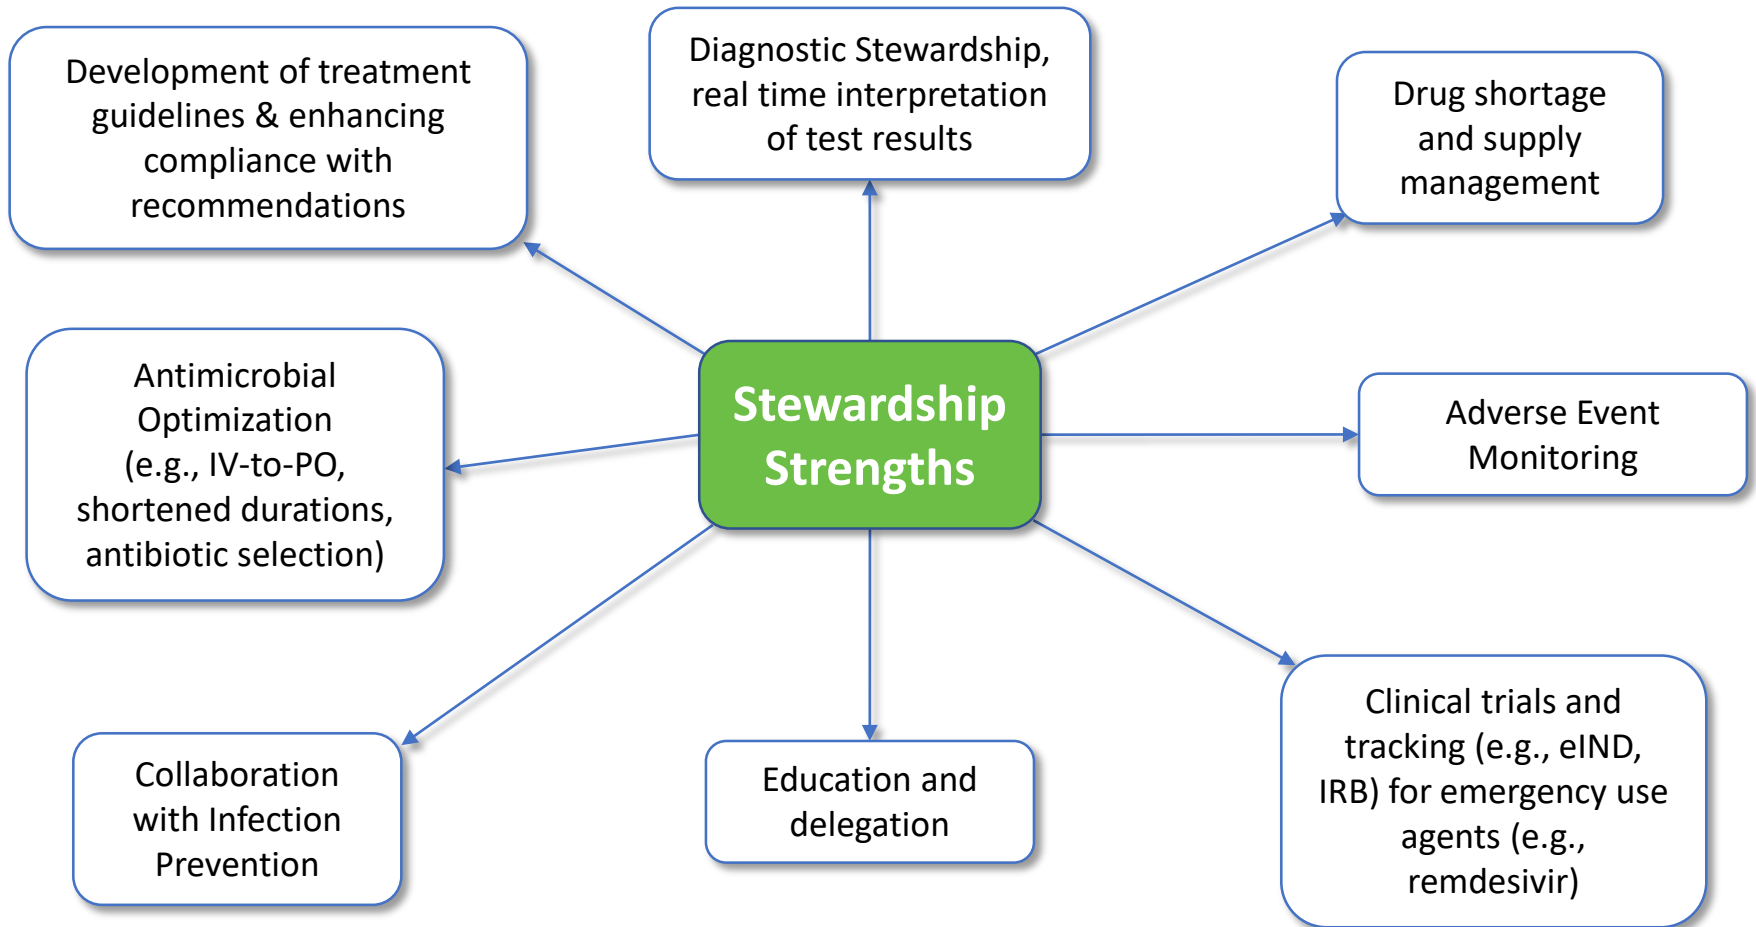 Development of treatment
guidelines & enhancing
compliance with
recommendations
Diagnostic Stewardship,
real time interpretation
of test results
Drug shortage
and supply
management
Antimicrobial
Optimization
(e.g., IV-to-PO,
shortened durations,
antibiotic selection)
Stewardship
Strengths
Adverse Event
Monitoring
Collaboration
with Infection
Prevention
Education and
delegation
Clinical trials and
tracking (e.g., eIND,
IRB) for emergency use
agents (e.g.,
remdesivir)